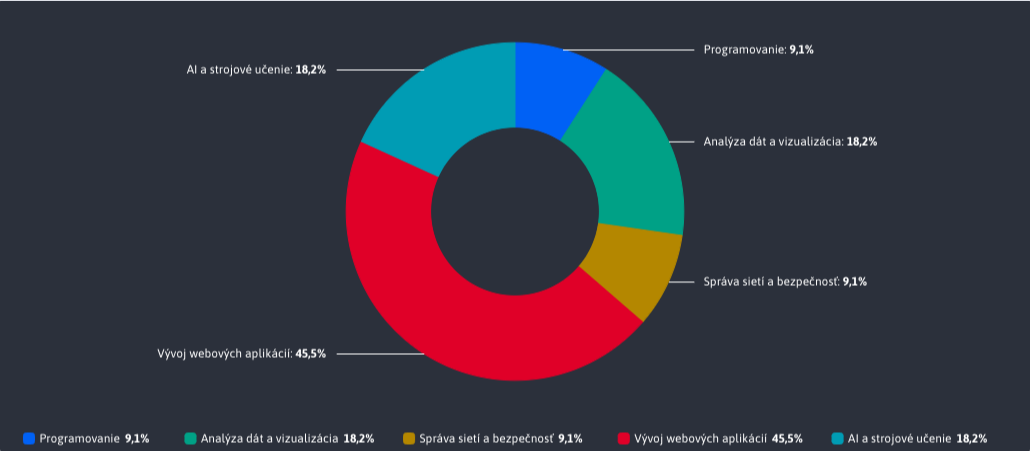 Programovanie: 9,1%
AI a strojové učenie: 18,2%
Analýza dát a vizualizácia: 18,2%
Správa sietí a bezpečnosť: 9,1%
Vývoj webových aplikácií: 45,5%
Programovanie 9,1%
Analýza dát a vizualizácia 18,2%
Správa sietí a bezpečnosť 9,1%
Vývoj webových aplikácií 45,5%
AI a strojové učenie 18,2%